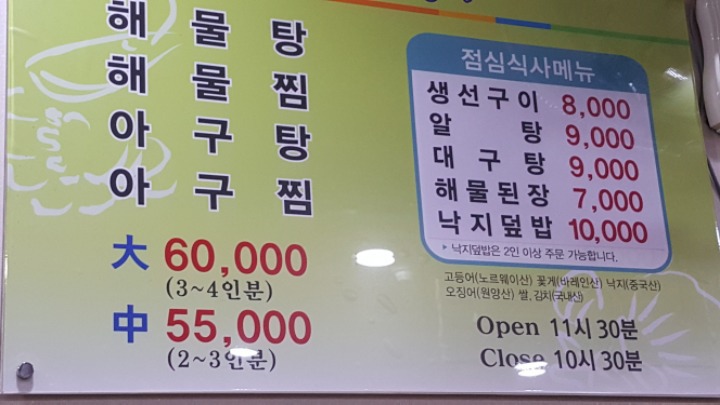 해물탕
해물찜
아구탕
아구찜
大 60,000
(3~4인분)
中 55,000
(2~3인분)
점심식사메뉴
생선구이 8,000
알탕 9,000
대구탕 9,000
해물된장 7,000
낙지덮밥 10,000
▶ 낙지덮밥은 2인 이상 주문 가능합니다.
고등어(노르웨이산) 꽃게(바레인산) 낙지(중국산)
오징어(원양산) 쌀, 김치(국내산)
Open 11시 30분
Close 10시 30분